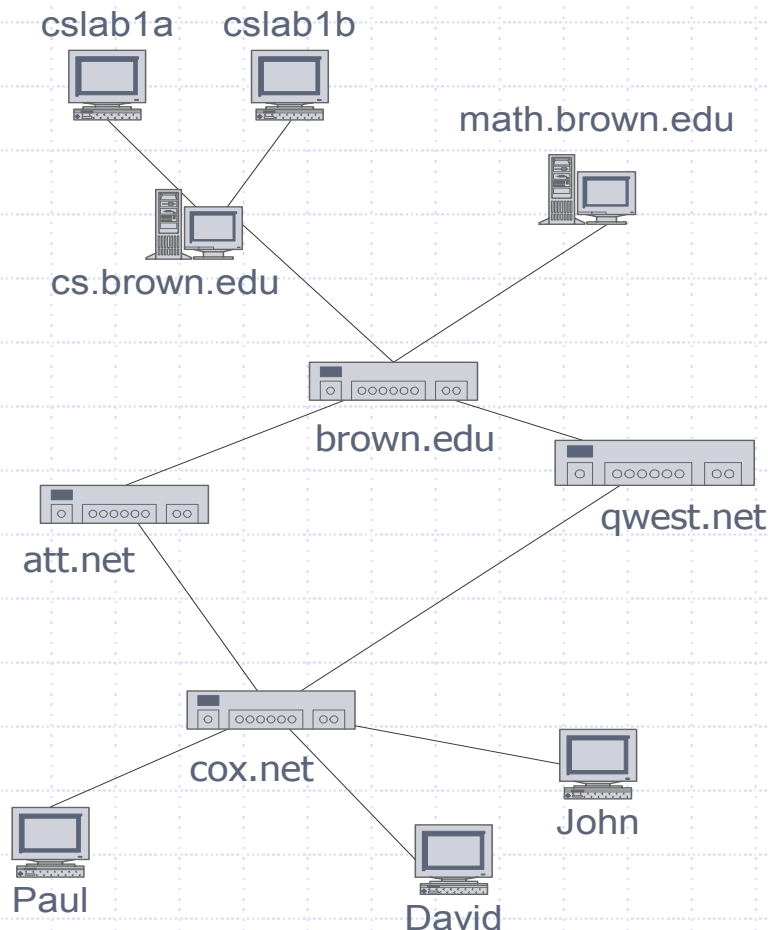 cslab1a
cslab1b
math.brown.edu
cs.brown.edu
brown.edu
qwest.net
att.net
cox.net
John
Paul
David